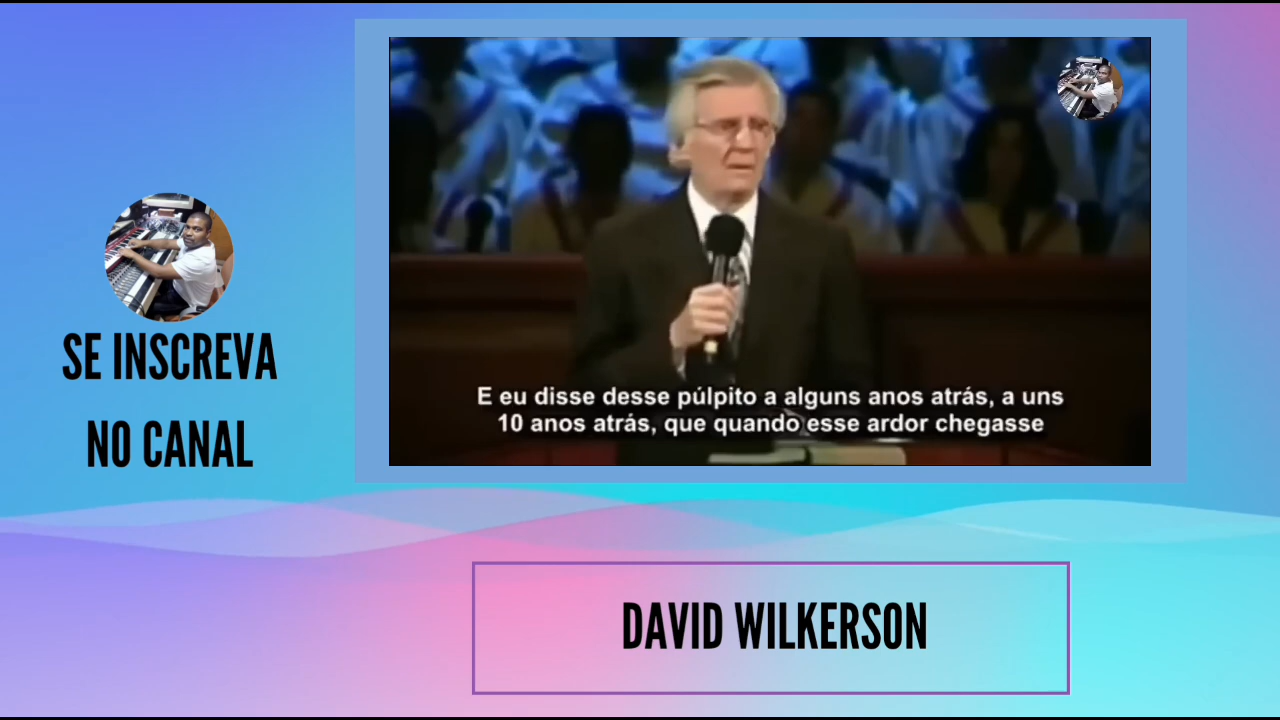 SE INSCREVA
NO CANAL
E eu disse desse púlpito a alguns anos atrás, a uns
10 anos atrás, que quando esse ardor chegasse
DAVID WILKERSON